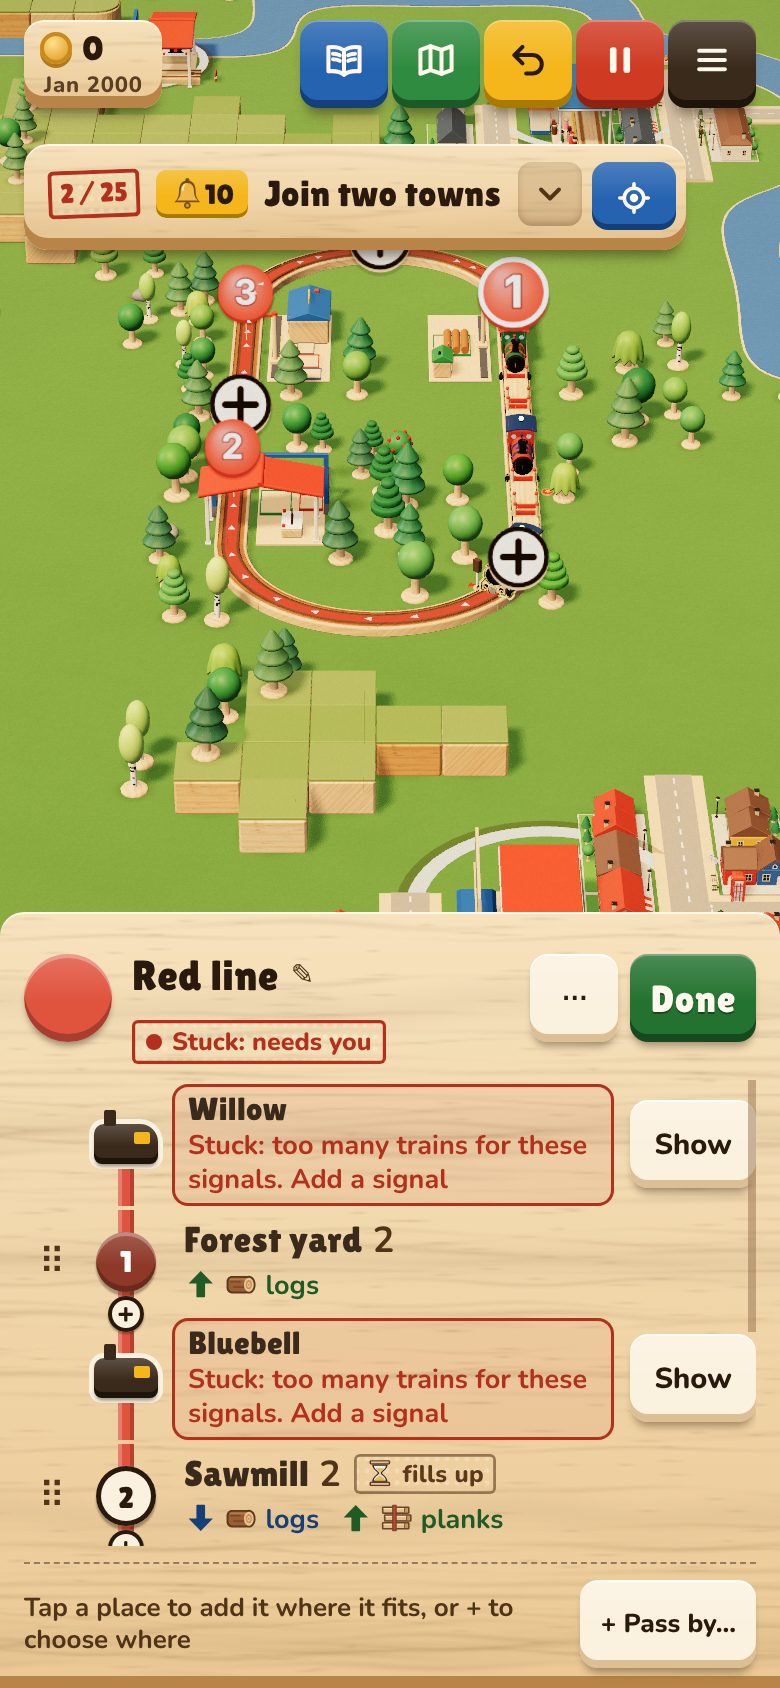 0
Jan 2000
2 / 25
10
Join two towns
3
1
2
Red line
...
Done
Stuck: needs you
Willow
Stuck: too many trains for these
signals. Add a signal
Show
1
Forest yard 2
logs
Bluebell
Stuck: too many trains for these
signals. Add a signal
Show
2
Sawmill 2
fills up
logs
planks
Tap a place to add it where it fits, or + to
choose where
+ Pass by...